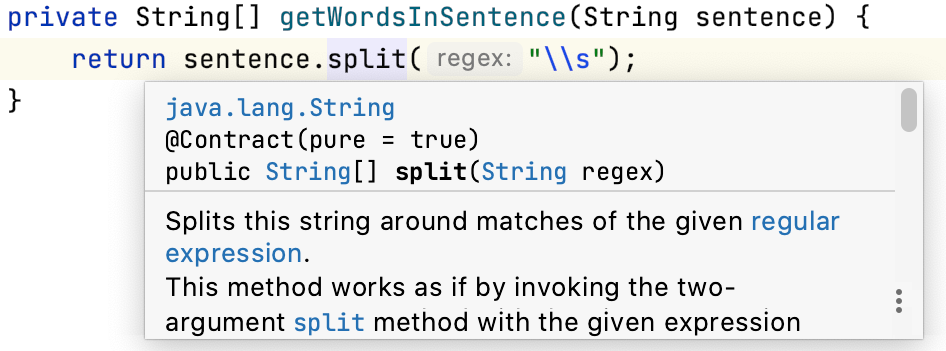 private String[] getWordsInSentence(String sentence) {
return sentence.split( regex: "\\s");
}
java.lang.String
@Contract(pure = true)
public String[] split(String regex)
Splits this string around matches of the given regular
expression.
This method works as if by invoking the two-
argument split method with the given expression